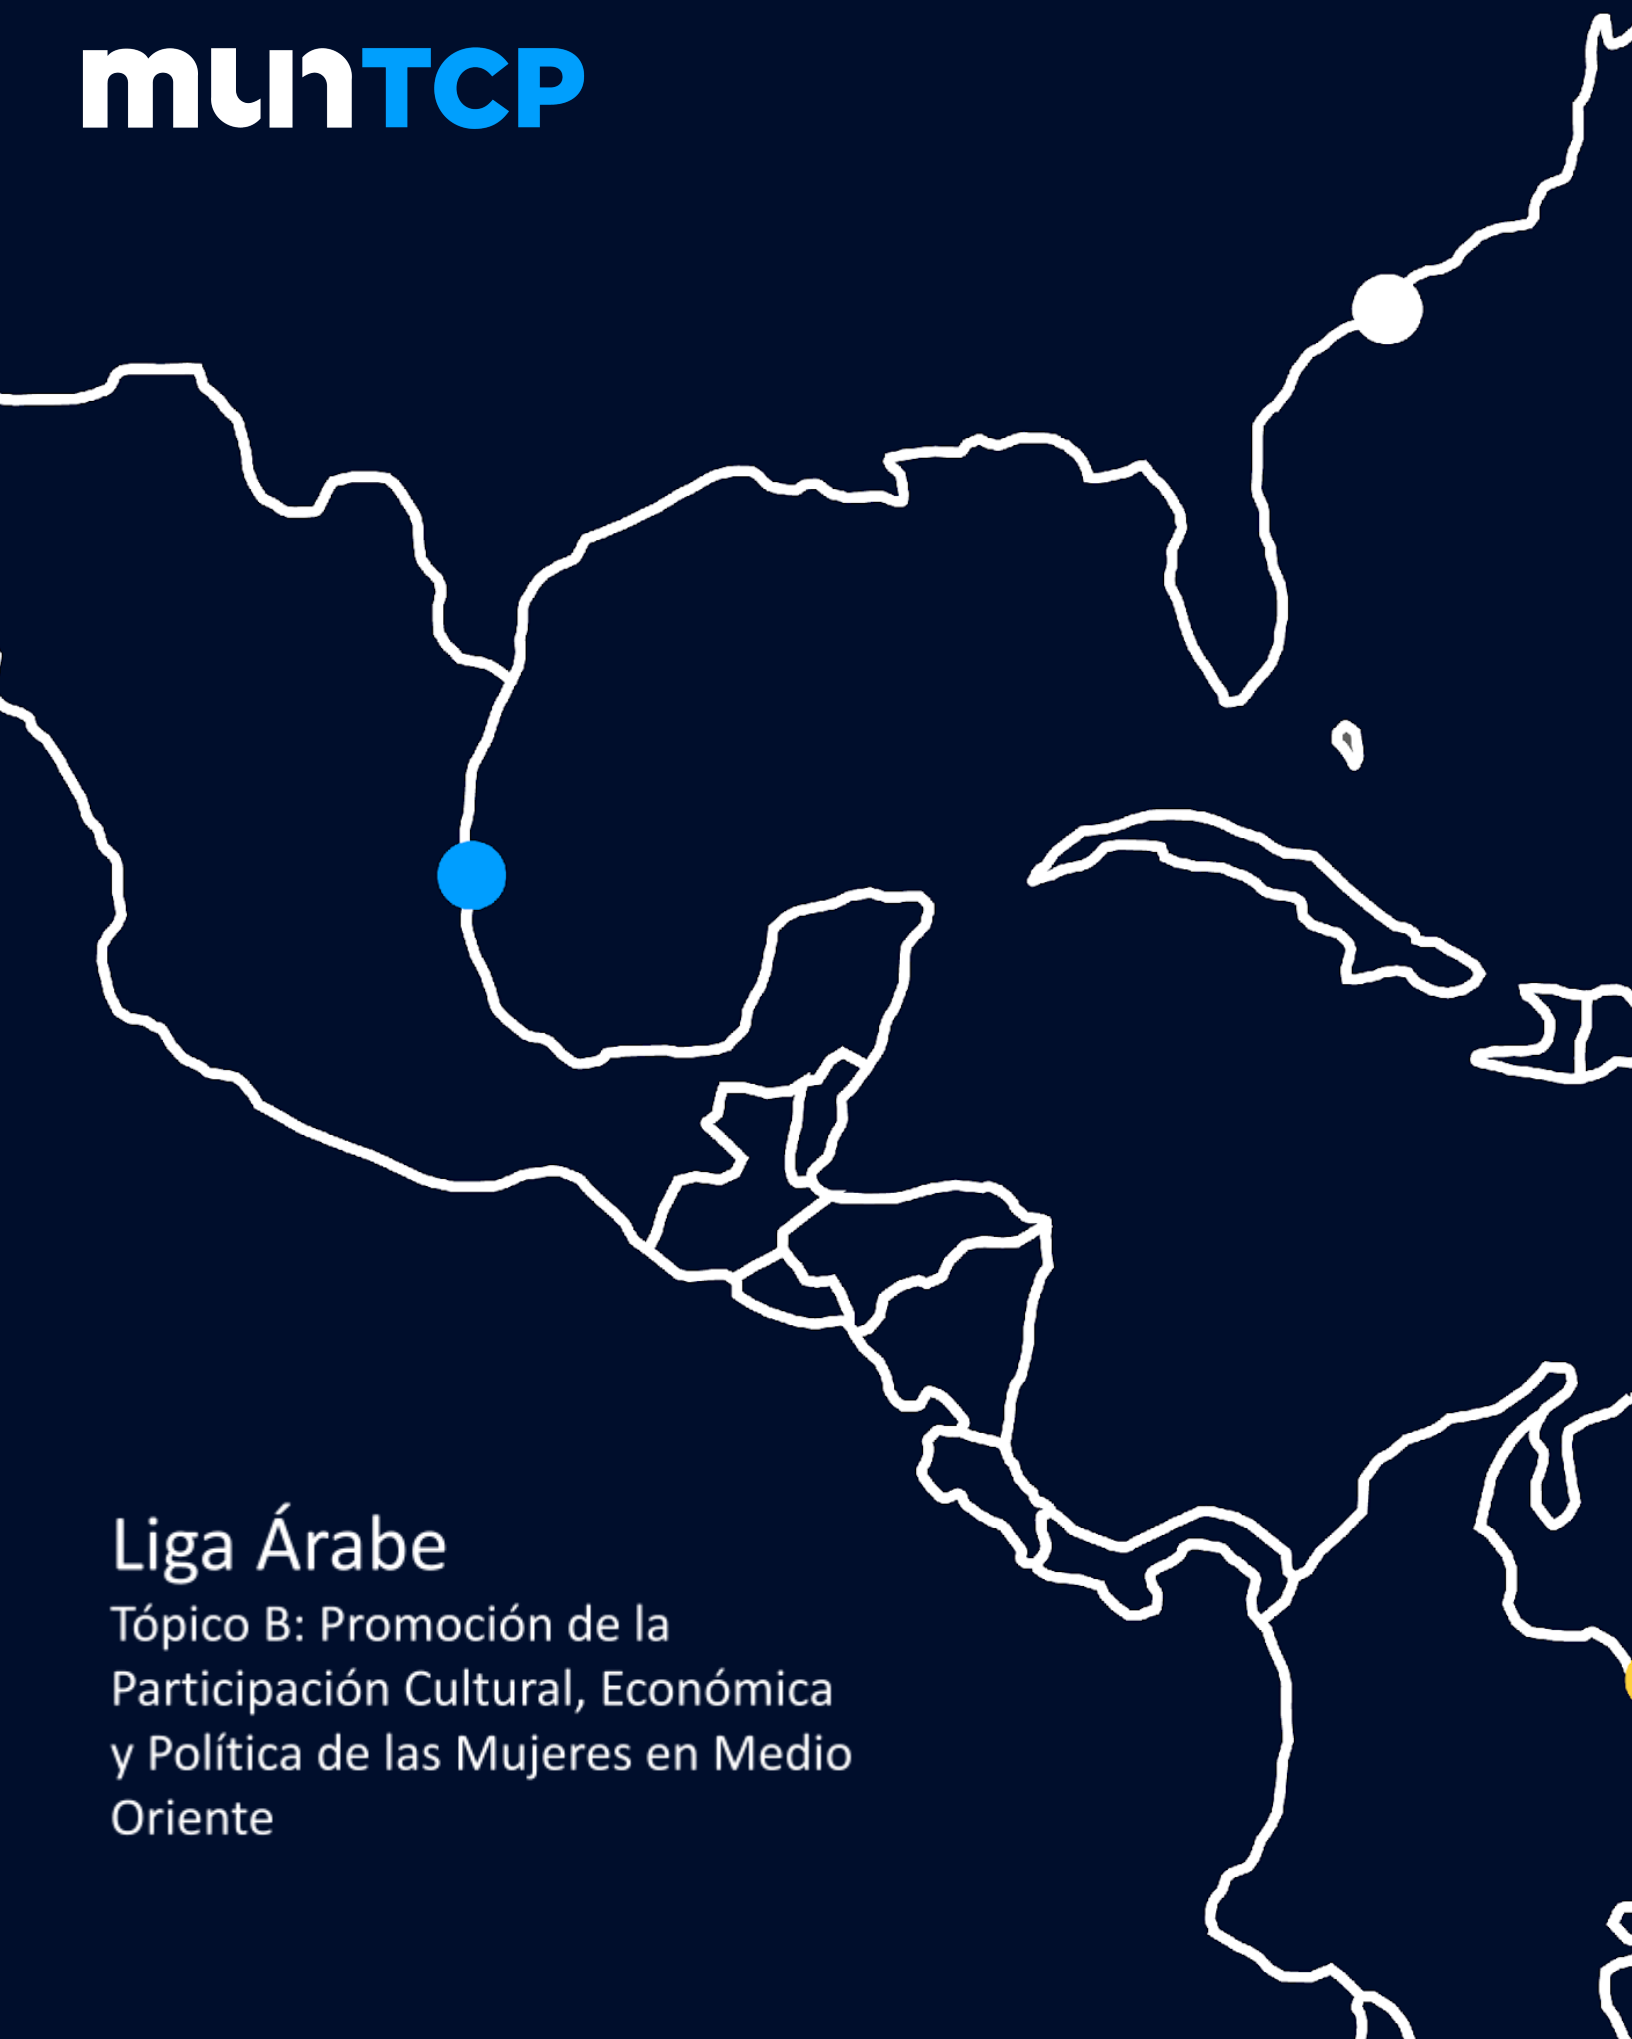 munTCP
Liga Árabe
Tópico B: Promoción de la
Participación Cultural, Económica
y Política de las Mujeres en Medio
Oriente